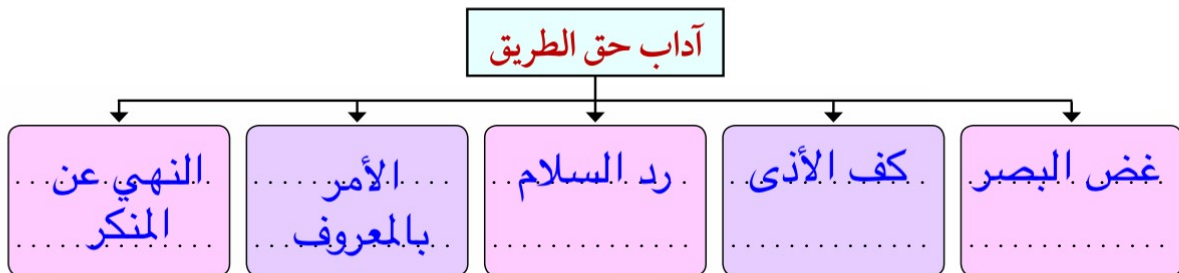 آداب حق الطريق
غض البصر
كف الأذى
رد السلام
الأمر
بالمعروف
النهي عن
المنكر